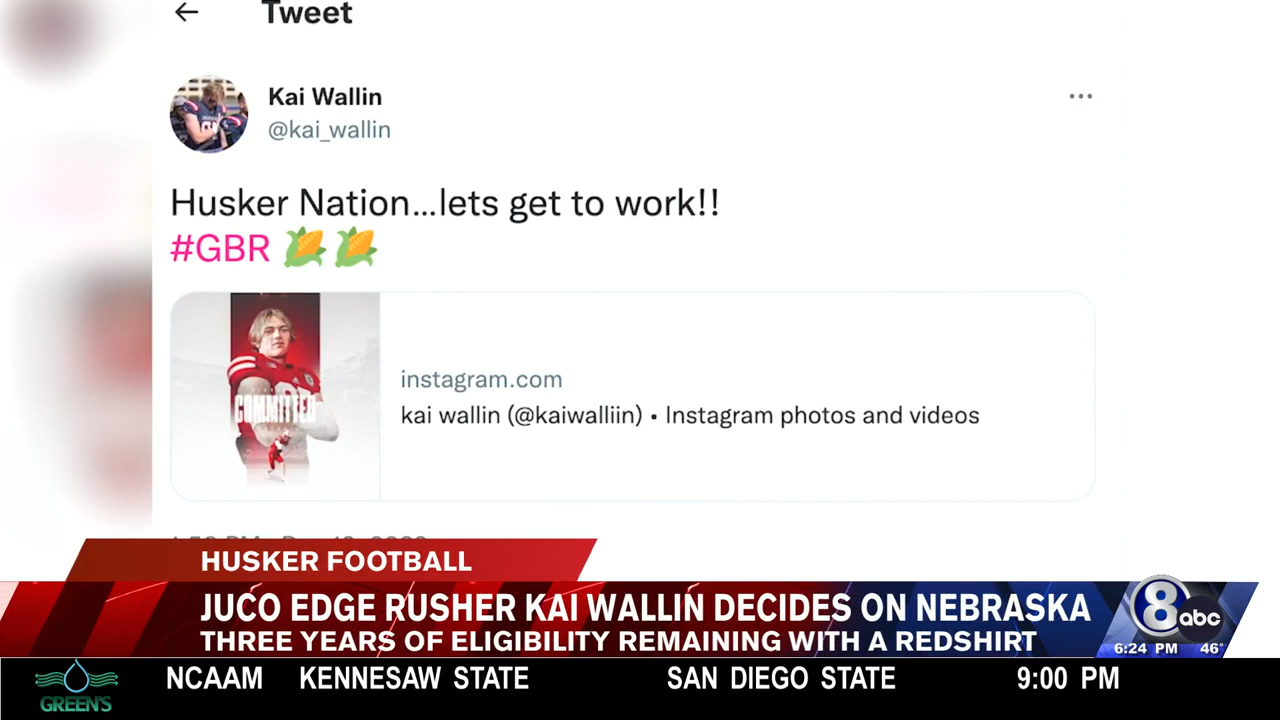 Tweet
Kai Wallin
@kai_wallin
Husker Nation...lets get to work!!
#GBR 🌽🌽
COMMITTED
instagram.com
kai wallin (@kaiwalliin) • Instagram photos and videos
HUSKER FOOTBALL
JUCO EDGE RUSHER KAI WALLIN DECIDES ON NEBRASKA
THREE YEARS OF ELIGIBILITY REMAINING WITH A REDSHIRT
8 abc
6:24 PM 46°
GREEN'S
NCAAM KENNESAW STATE SAN DIEGO STATE 9:00 PM